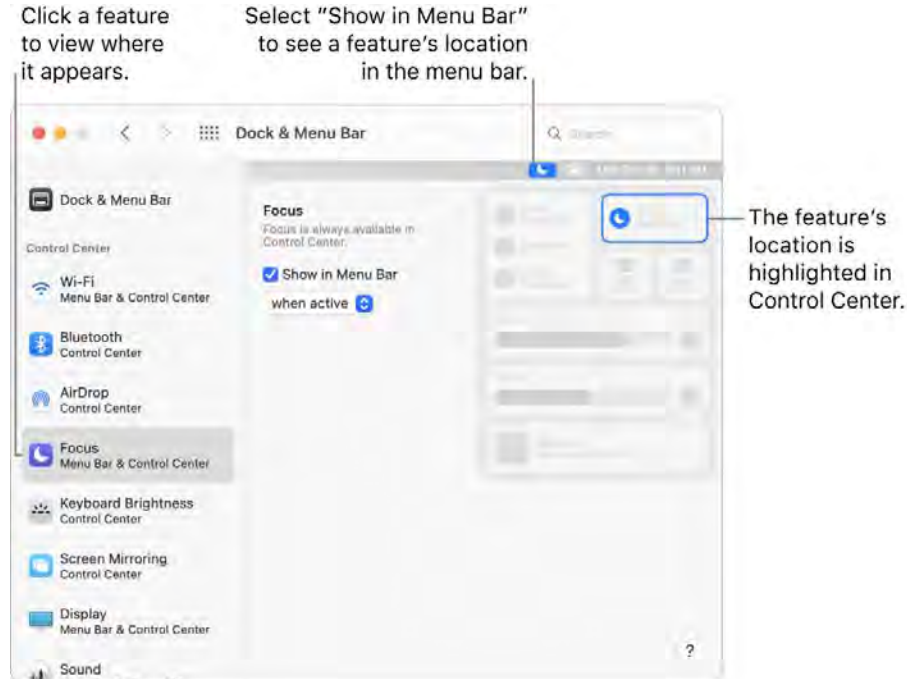 Click a feature
to view where
it appears.
Select "Show in Menu Bar"
to see a feature's location
in the menu bar.
Dock & Menu Bar
Search
Dock & Menu Bar
Control Center
Wi-Fi
Menu Bar & Control Center
Bluetooth
Control Center
AirDrop
Control Center
Focus
Menu Bar & Control Center
Keyboard Brightness
Control Center
Screen Mirroring
Control Center
Display
Menu Bar & Control Center
Sound
Focus
Focus is always available in
Control Center.
Show in Menu Bar
when active
?
The feature's
location is
highlighted in
Control Center.